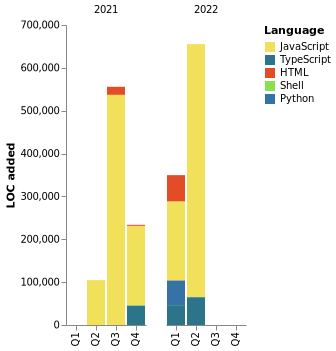 2021 2022
Language
JavaScript
TypeScript
HTML
Shell
Python
LOC added
700,000
600,000
500,000
400,000
300,000
200,000
100,000
0
Q1 Q2 Q3 Q4 Q1 Q2 Q3 Q4